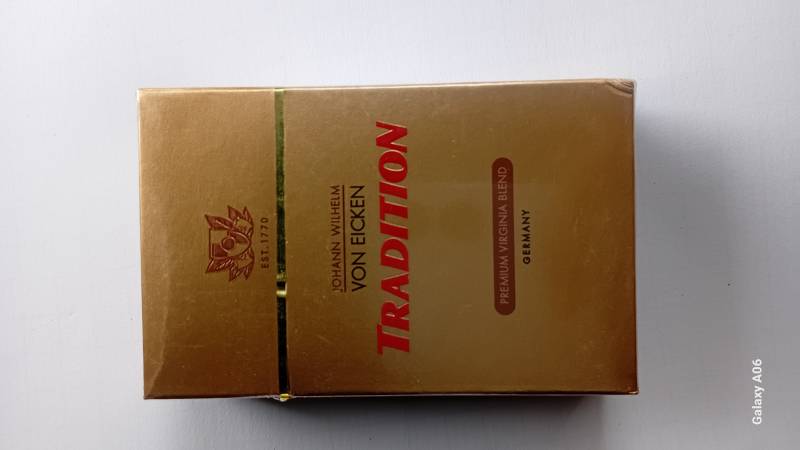 EST. 1770
JOHANN WILHELM
VON EICKEN
TRADITION
PREMIUM VIRGINIA BLEND
GERMANY
Galaxy A06